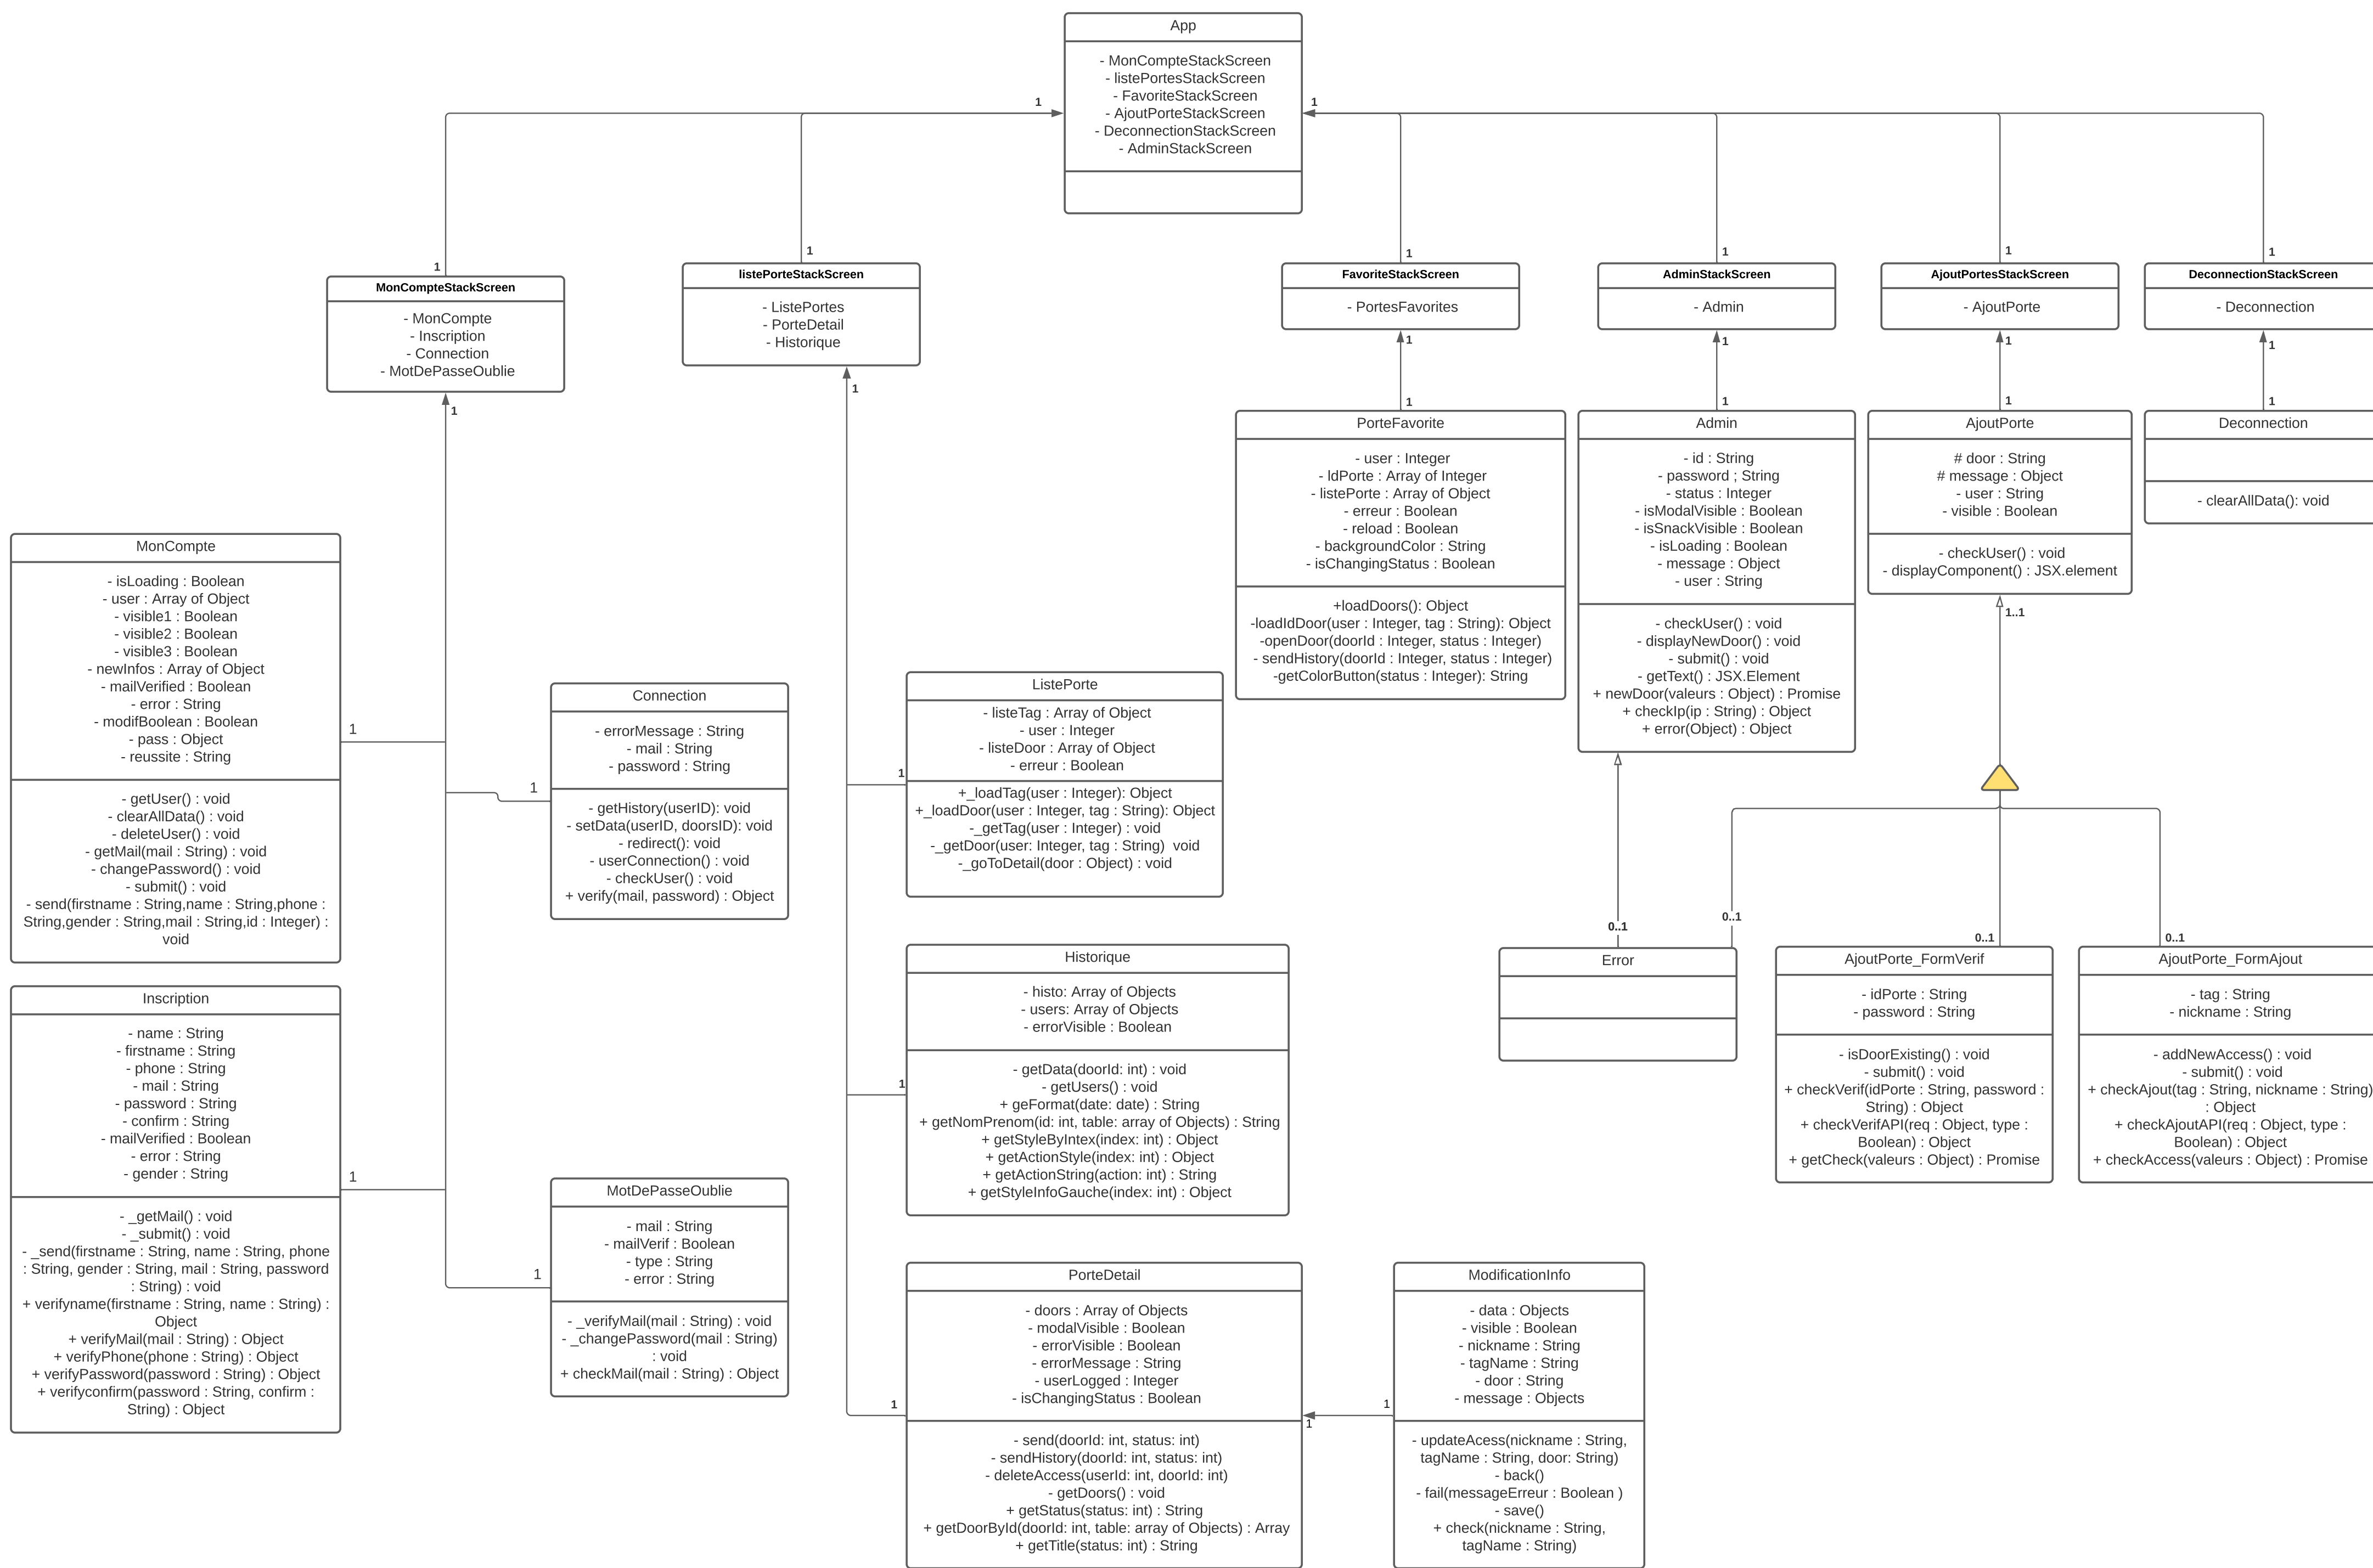 App
- MonCompteStackScreen
- listePortesStackScreen
- FavoriteStackScreen
- AjoutPorteStackScreen
- DeconnectionStackScreen
- AdminStackScreen
1
1
1
1
1
1
1
1
MonCompteStackScreen
- MonCompte
- Inscription
- Connection
- MotDePasseOublie
1
listePorteStackScreen
- ListePortes
- PorteDetail
- Historique
1
FavoriteStackScreen
- PortesFavorites
1
1
AdminStackScreen
- Admin
1
1
AjoutPortesStackScreen
- AjoutPorte
1
1
DeconnectionStackScreen
- Deconnection
1
1
PorteFavorite
- user : Integer
- IdPorte : Array of Integer
- listePorte : Array of Object
- erreur : Boolean
- reload : Boolean
- backgroundColor : String
- isChangingStatus : Boolean
+loadDoors(): Object
-loadIdDoor(user : Integer, tag : String): Object
-openDoor(doorId : Integer, status : Integer)
- sendHistory(doorId : Integer, status : Integer)
-getColorButton(status : Integer): String
Admin
- id : String
- password ; String
- status : Integer
- isModalVisible : Boolean
- isSnackVisible : Boolean
- isLoading : Boolean
- message : Object
- user : String
- checkUser() : void
- displayNewDoor() : void
- submit() : void
- getText() : JSX.Element
+ newDoor(valeurs : Object) : Promise
+ checkIp(ip : String) : Object
+ error(Object) : Object
AjoutPorte
# door : String
# message : Object
- user : String
- visible : Boolean
- checkUser() : void
- displayComponent() : JSX.element
1..1
Deconnection
- clearAllData(): void
MonCompte
- isLoading : Boolean
- user : Array of Object
- visible1 : Boolean
- visible2 : Boolean
- visible3 : Boolean
- newInfos : Array of Object
- mailVerified : Boolean
- error : String
- modifBoolean : Boolean
- pass : Object
- reussite : String
- getUser() : void
- clearAllData() : void
- deleteUser() : void
- getMail(mail : String) : void
- changePassword() : void
- submit() : void
- send(firstname : String,name : String,phone :
String,gender : String,mail : String,id : Integer) :
void
1
Connection
- errorMessage : String
- mail : String
- password : String
- getHistory(userID): void
- setData(userID, doorsID): void
- redirect(): void
- userConnection() : void
- checkUser() : void
+ verify(mail, password) : Object
1
ListePorte
- listeTag : Array of Object
- user : Integer
- listeDoor : Array of Object
- erreur : Boolean
+_loadTag(user : Integer): Object
+_loadDoor(user : Integer, tag : String): Object
-_getTag(user : Integer) : void
-_getDoor(user: Integer, tag : String)  void
-_goToDetail(door : Object) : void
1
Inscription
- name : String
- firstname : String
- phone : String
- mail : String
- password : String
- confirm : String
- mailVerified : Boolean
- error : String
- gender : String
- _getMail() : void
- _submit() : void
- _send(firstname : String, name : String, phone
: String, gender : String, mail : String, password
: String) : void
+ verifyname(firstname : String, name : String) :
Object
+ verifyMail(mail : String) : Object
+ verifyPhone(phone : String) : Object
+ verifyPassword(password : String) : Object
+ verifyconfirm(password : String, confirm :
String) : Object
1
MotDePasseOublie
- mail : String
- mailVerif : Boolean
- type : String
- error : String
- _verifyMail(mail : String) : void
- _changePassword(mail : String)
: void
+ checkMail(mail : String) : Object
1
Historique
- histo: Array of Objects
- users: Array of Objects
- errorVisible : Boolean
- getData(doorId: int) : void
- getUsers() : void
+ geFormat(date: date) : String
+ getNomPrenom(id: int, table: array of Objects) : String
+ getStyleByIntex(index: int) : Object
+ getActionStyle(index: int) : Object
+ getActionString(action: int) : String
+ getStyleInfoGauche(index: int) : Object
1
Error
0..1
0..1
AjoutPorte_FormVerif
- idPorte : String
- password : String
- isDoorExisting() : void
- submit() : void
+ checkVerif(idPorte : String, password :
String) : Object
+ checkVerifAPI(req : Object, type :
Boolean) : Object
+ getCheck(valeurs : Object) : Promise
0..1
AjoutPorte_FormAjout
- tag : String
- nickname : String
- addNewAccess() : void
- submit() : void
+ checkAjout(tag : String, nickname : String)
: Object
+ checkAjoutAPI(req : Object, type :
Boolean) : Object
+ checkAccess(valeurs : Object) : Promise
0..1
PorteDetail
- doors : Array of Objects
- modalVisible : Boolean
- errorVisible : Boolean
- errorMessage : String
- userLogged : Integer
- isChangingStatus : Boolean
- send(doorId: int, status: int)
- sendHistory(doorId: int, status: int)
- deleteAccess(userId: int, doorId: int)
- getDoors() : void
+ getStatus(status: int) : String
+ getDoorById(doorId: int, table: array of Objects) : Array
+ getTitle(status: int) : String
1
1
1
ModificationInfo
- data : Objects
- visible : Boolean
- nickname : String
- tagName : String
- door : String
- message : Objects
- updateAcess(nickname : String,
tagName : String, door: String)
- back()
- fail(messageErreur : Boolean )
- save()
+ check(nickname : String,
tagName : String)